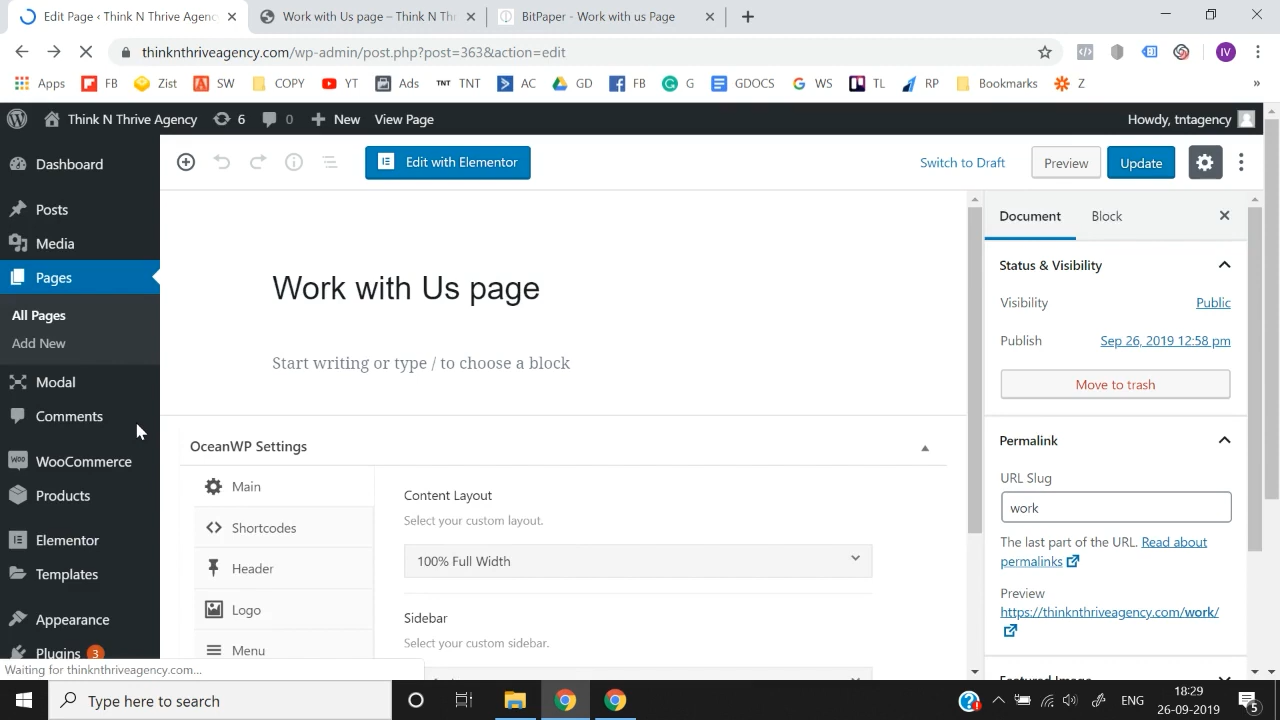 Edit Page ‹ Think N Thrive Agenc
Work with Us page – Think N Thr
BitPaper - Work with us Page
thinknthriveagency.com/wp-admin/post.php?post=363&action=edit
IV
Apps FB Zist SW COPY YT Ads TNT TNT AC GD FB G GDOCS WS TL RP Bookmarks Z »
Think N Thrive Agency 6 0 New View Page Howdy, tntagency
Edit with Elementor Switch to Draft Preview Update
Dashboard
Posts
Media
Pages
All Pages
Add New
Modal
Comments
WooCommerce
Products
Elementor
Templates
Appearance
Plugins 3
Work with Us page
Start writing or type / to choose a block
OceanWP Settings
Main
Shortcodes
Header
Logo
Menu
Content Layout
Select your custom layout.
100% Full Width
Sidebar
Select your custom sidebar.
Document Block
Status & Visibility
Visibility Public
Publish Sep 26, 2019 12:58 pm
Move to trash
Permalink
URL Slug
work
The last part of the URL. Read about
permalinks
Preview
https://thinknthriveagency.com/work/
Waiting for thinknthriveagency.com...
Type here to search
ENG
18:29
26-09-2019
5